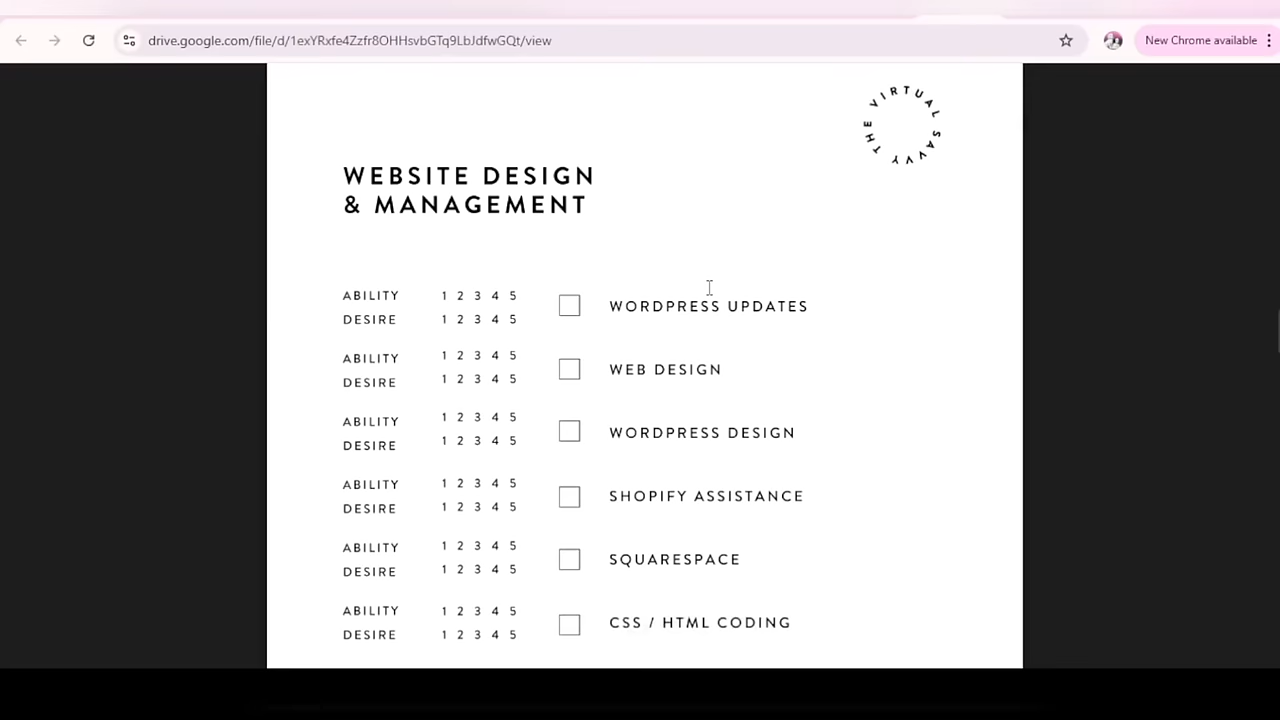 drive.google.com/file/d/1exYRxfe4Zzfr8OHHsvbGTq9LbJdfwGQt/view
New Chrome available
THE VIRTUAL SAVVY
WEBSITE DESIGN
& MANAGEMENT
ABILITY 1 2 3 4 5
DESIRE 1 2 3 4 5
WORDPRESS UPDATES
ABILITY 1 2 3 4 5
DESIRE 1 2 3 4 5
WEB DESIGN
ABILITY 1 2 3 4 5
DESIRE 1 2 3 4 5
WORDPRESS DESIGN
ABILITY 1 2 3 4 5
DESIRE 1 2 3 4 5
SHOPIFY ASSISTANCE
ABILITY 1 2 3 4 5
DESIRE 1 2 3 4 5
SQUARESPACE
ABILITY 1 2 3 4 5
DESIRE 1 2 3 4 5
CSS / HTML CODING